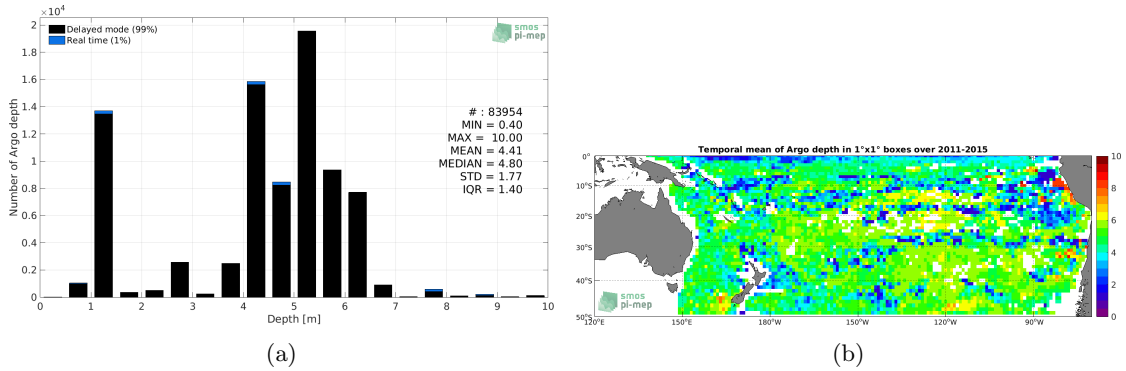 ×10⁴
2
1.8
1.6
1.4
1.2
1
0.8
0.6
0.4
0.2
0
Number of Argo depth
Delayed mode (99%)
Real time (1%)
smos
pi-mep
# : 83954
MIN = 0.40
MAX = 10.00
MEAN = 4.41
MEDIAN = 4.80
STD = 1.77
IQR = 1.40
0 1 2 3 4 5 6 7 8 9 10
Depth [m]
(a)
Temporal mean of Argo depth in 1°x1° boxes over 2011-2015
0°
10°S
20°S
30°S
40°S
50°S
smos
pi-mep
120°E 150°E 180°W 150°W 120°W 90°W
10
8
6
4
2
0
(b)